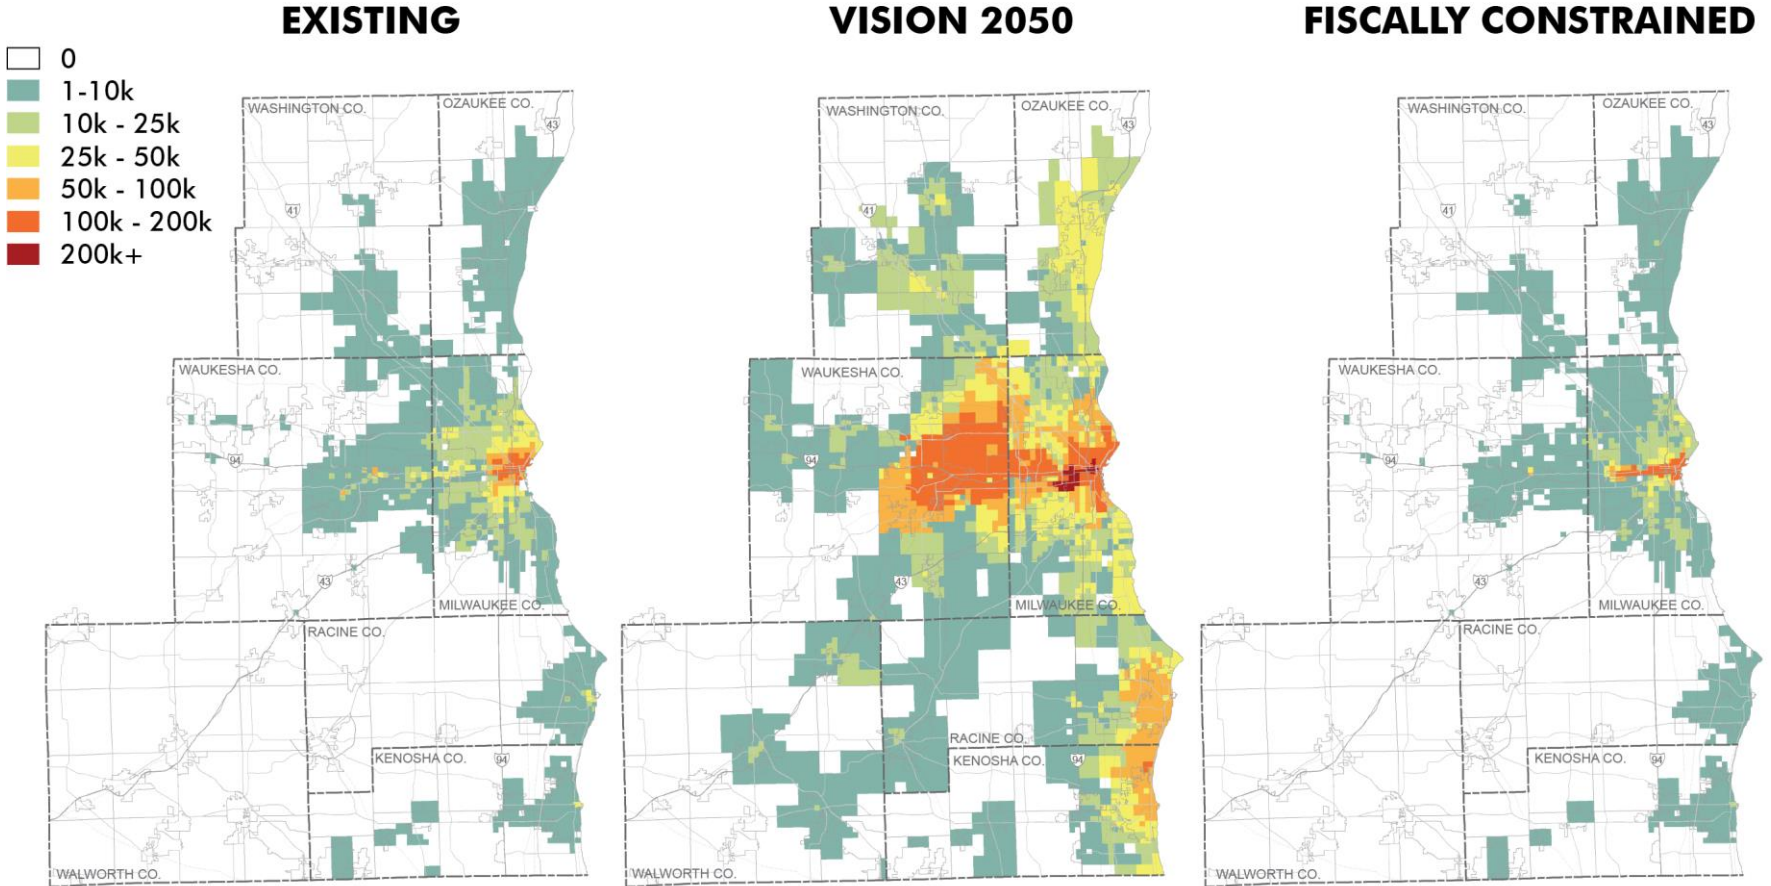 EXISTING
VISION 2050
FISCALLY CONSTRAINED
0
1-10k
10k - 25k
25k - 50k
50k - 100k
100k - 200k
200k+
WASHINGTON CO.
OZAUKEE CO.
43
41
WAUKESHA CO.
94
43
MILWAUKEE CO.
RACINE CO.
KENOSHA CO.
94
WALWORTH CO.
WASHINGTON CO.
OZAUKEE CO.
43
41
WAUKESHA CO.
94
43
MILWAUKEE CO.
RACINE CO.
KENOSHA CO.
94
WALWORTH CO.
WASHINGTON CO.
OZAUKEE CO.
43
41
WAUKESHA CO.
94
43
MILWAUKEE CO.
RACINE CO.
KENOSHA CO.
94
WALWORTH CO.